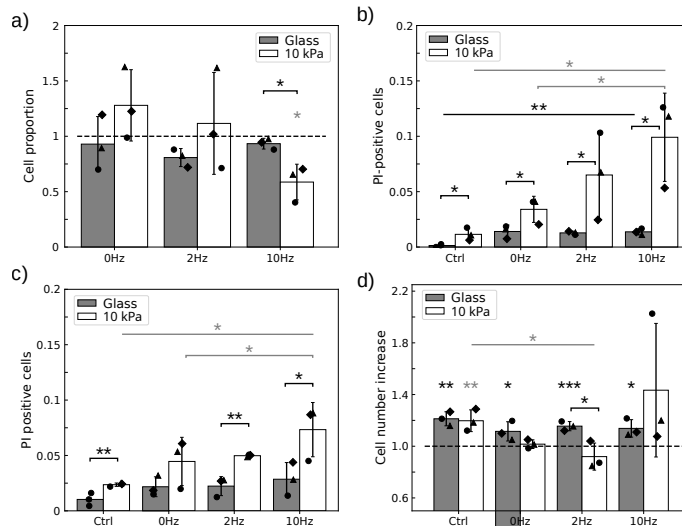 a)
Cell proportion
1.5
2
1
0.5
0
Glass
10 kPa
*
*
0Hz
2Hz
10Hz
b)
PI-positive cells
0.2
0.15
0.1
0.05
0
Glass
10 kPa
*
*
**
*
*
*
*
Ctrl
0Hz
2Hz
10Hz
c)
PI positive cells
0.2
0.15
0.1
0.05
0
Glass
10 kPa
*
*
**
**
*
Ctrl
0Hz
2Hz
10Hz
d)
Cell number increase
1.8
1.4
1.0
0.6
Glass
10 kPa
*
**
**
*
***
*
*
Ctrl
0Hz
2Hz
10Hz